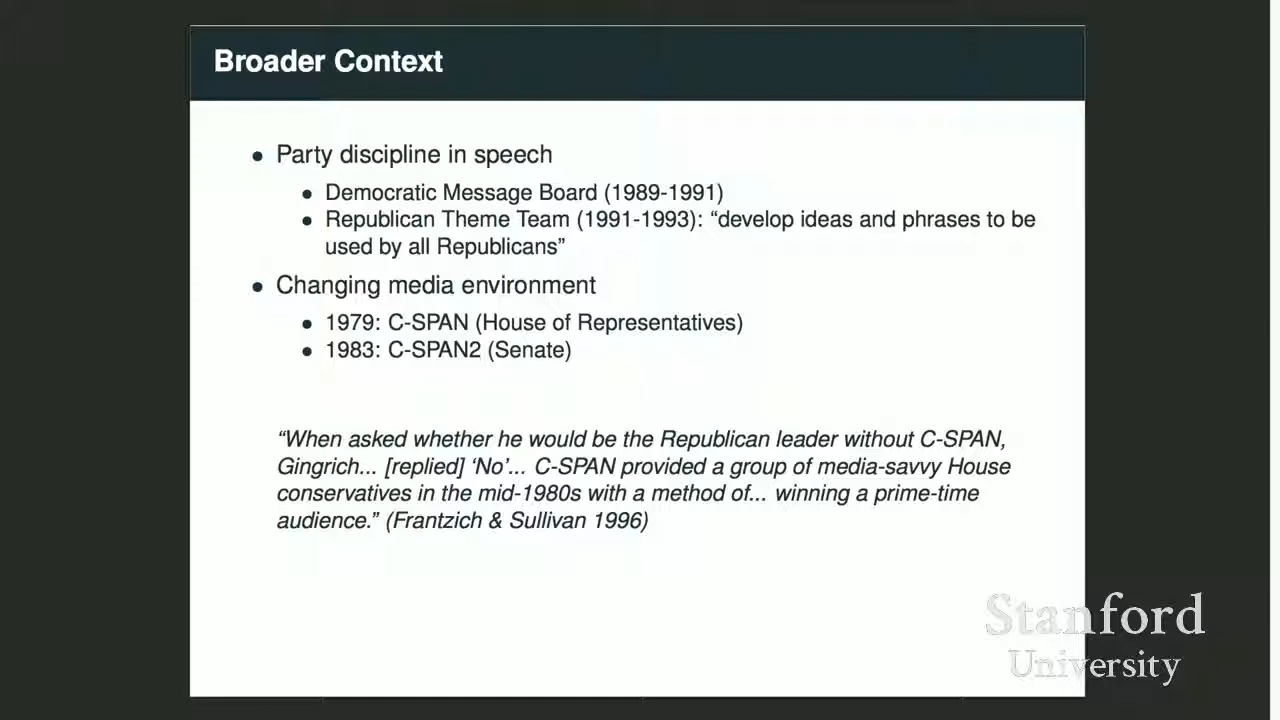 Broader Context
• Party discipline in speech
• Democratic Message Board (1989-1991)
• Republican Theme Team (1991-1993): “develop ideas and phrases to be
used by all Republicans”
• Changing media environment
• 1979: C-SPAN (House of Representatives)
• 1983: C-SPAN2 (Senate)
“When asked whether he would be the Republican leader without C-SPAN,
Gingrich... [replied] ‘No’... C-SPAN provided a group of media-savvy House
conservatives in the mid-1980s with a method of... winning a prime-time
audience.” (Frantzich & Sullivan 1996)
Stanford
University